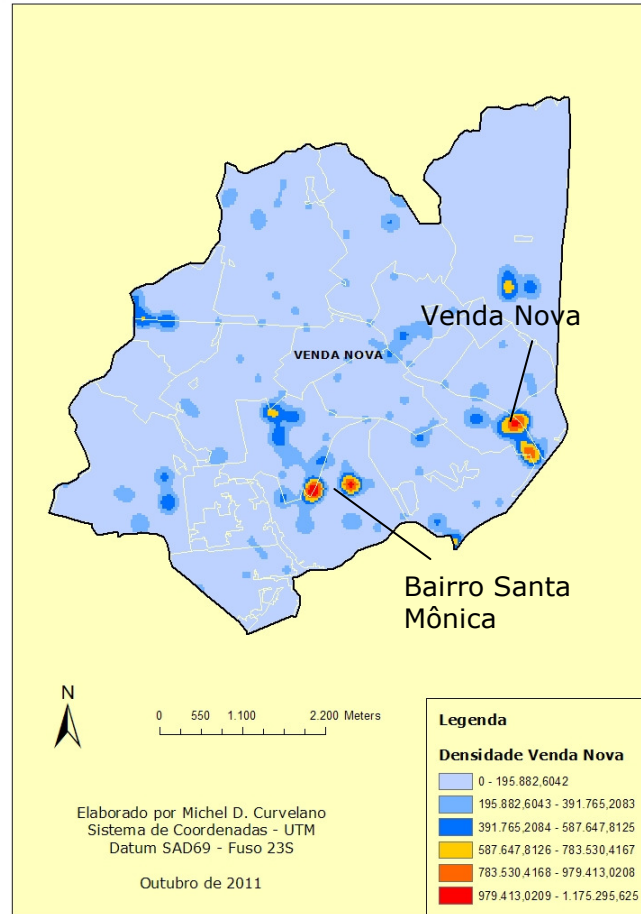 Venda Nova
VENDA NOVA
Bairro Santa
Mônica
N
0 550 1.100 2.200 Meters
Elaborado por Michel D. Curvelano
Sistema de Coordenadas - UTM
Datum SAD69 - Fuso 23S
Outubro de 2011
Legenda
Densidade Venda Nova
0 - 195.882,6042
195.882,6043 - 391.765,2083
391.765,2084 - 587.647,8125
587.647,8126 - 783.530,4167
783.530,4168 - 979.413,0208
979.413,0209 - 1.175.295,625